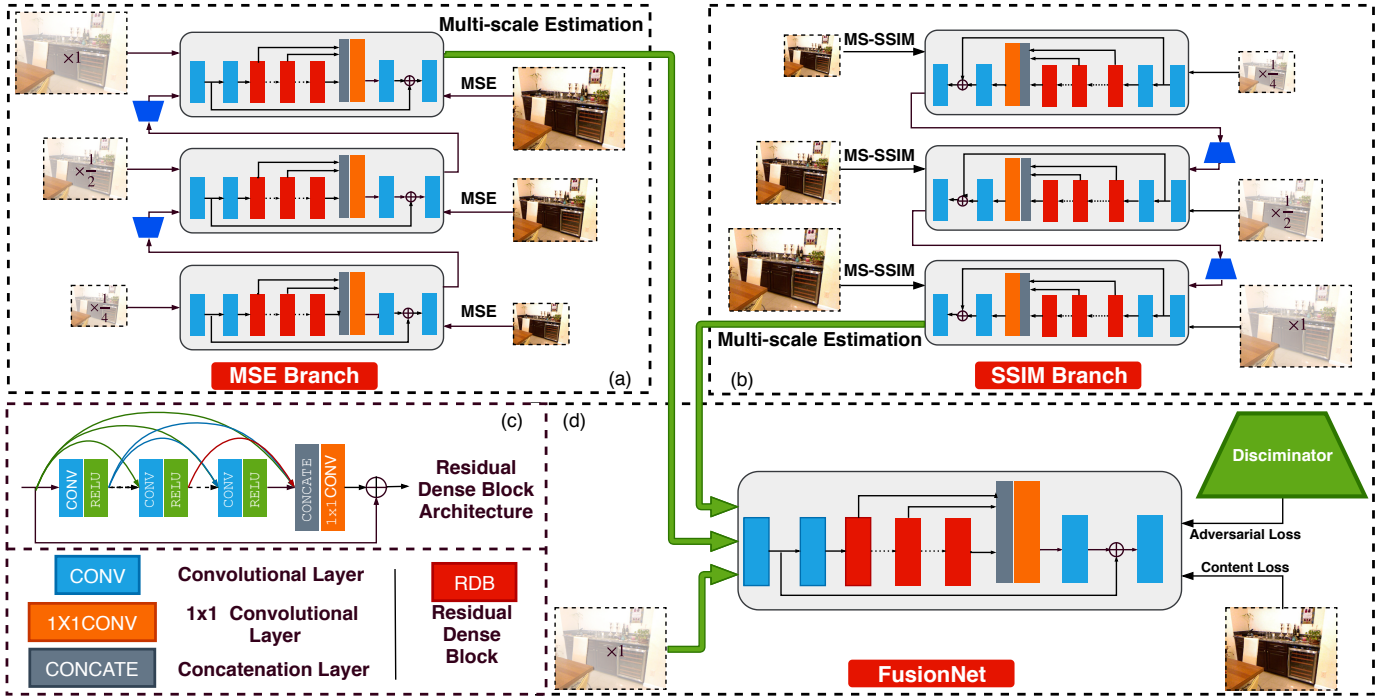 Multi-scale Estimation
×1
MSE
×1/2
MSE
×1/4
MSE
MSE Branch
(a)
MS-SSIM
×1/4
MS-SSIM
×1/2
MS-SSIM
×1
Multi-scale Estimation
(b)
SSIM Branch
(c)
CONV
RELU
CONV
RELU
CONV
RELU
CONCATE
1x1CONV
Residual
Dense Block
Architecture
CONV
Convolutional Layer
1X1CONV
1x1 Convolutional
Layer
CONCATE
Concatenation Layer
RDB
Residual
Dense
Block
(d)
Disciminator
Adversarial Loss
Content Loss
×1
FusionNet